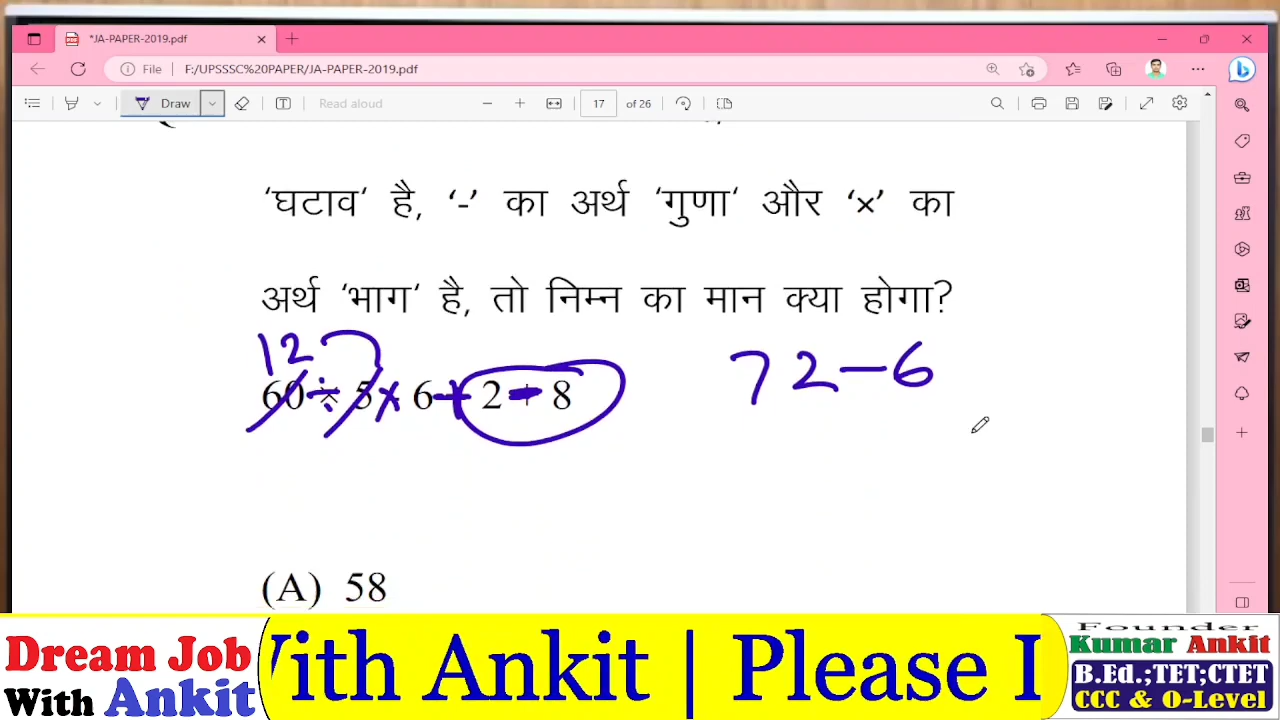 *JA-PAPER-2019.pdf
File F:/UPSSSC%20PAPER/JA-PAPER-2019.pdf
Draw Read aloud 17 of 26
‘घटाव‘ है, ‘-’ का अर्थ ‘गुणा‘ और ‘×’ का
अर्थ ‘भाग‘ है, तो निम्न का मान क्या होगा?
12
72-6
60 ÷ 5 × 6 + 2 - 8
(A) 58
Dream Job
With Ankit
With Ankit | Please
Founder
Kumar Ankit
B.Ed.;TET;CTET
CCC & O-Level